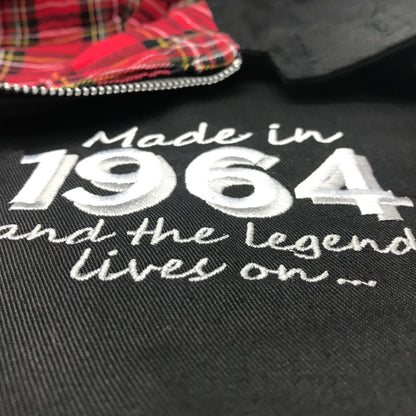 Made in
1964
and the legend
lives on...